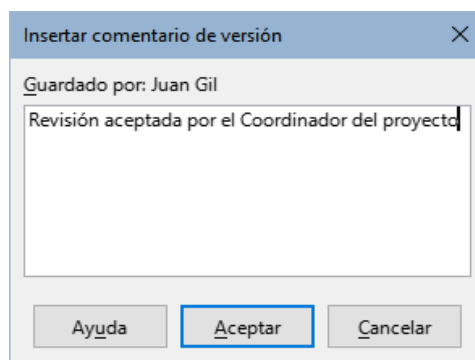 Insertar comentario de versión
Guardado por: Juan Gil
Revisión aceptada por el Coordinador del proyecto
Ayuda Aceptar Cancelar